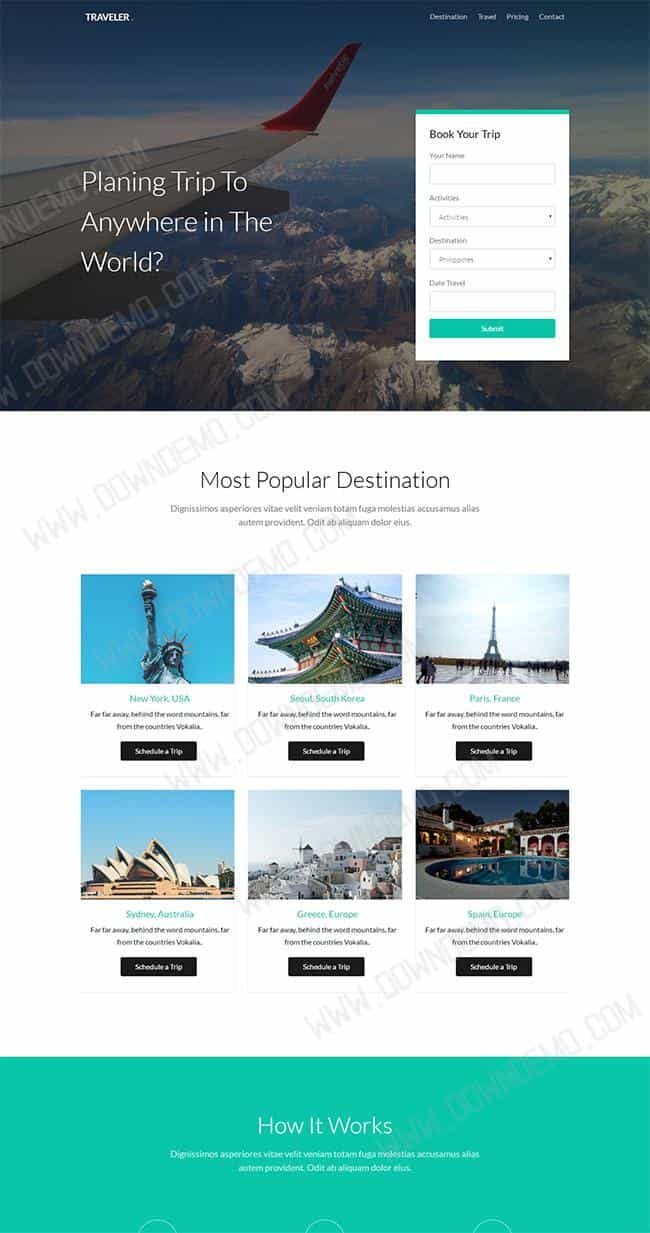 TRAVELER.
Destination Travel Pricing Contact
Planing Trip To
Anywhere in The
World?
Book Your Trip
Your Name
Activities
Activities
Destination
Philippines
Date Travel
Submit
Most Popular Destination
Dignissimos asperiores vitae velit veniam totam fuga molestias accusamus alias
autem provident. Odit ab aliquam dolor eius.
New York, USA
Far far away, behind the word mountains, far
from the countries Vokalia..
Schedule a Trip
Seoul, South Korea
Far far away, behind the word mountains, far
from the countries Vokalia..
Schedule a Trip
Paris, France
Far far away, behind the word mountains, far
from the countries Vokalia..
Schedule a Trip
Sydney, Australia
Far far away, behind the word mountains, far
from the countries Vokalia..
Schedule a Trip
Greece, Europe
Far far away, behind the word mountains, far
from the countries Vokalia..
Schedule a Trip
Spain, Europe
Far far away, behind the word mountains, far
from the countries Vokalia..
Schedule a Trip
How It Works
Dignissimos asperiores vitae velit veniam totam fuga molestias accusamus alias
autem provident. Odit ab aliquam dolor eius.
WWW.DOWNDEMO.COM